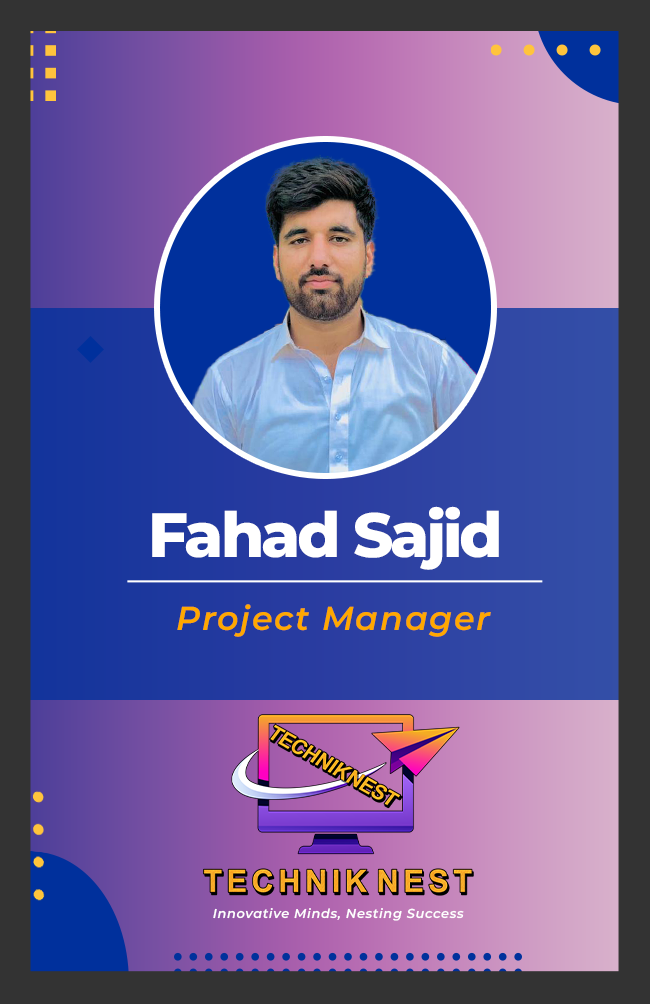 Fahad Sajid
Project Manager
TECHNIKNEST
TECHNIK NEST
Innovative Minds, Nesting Success